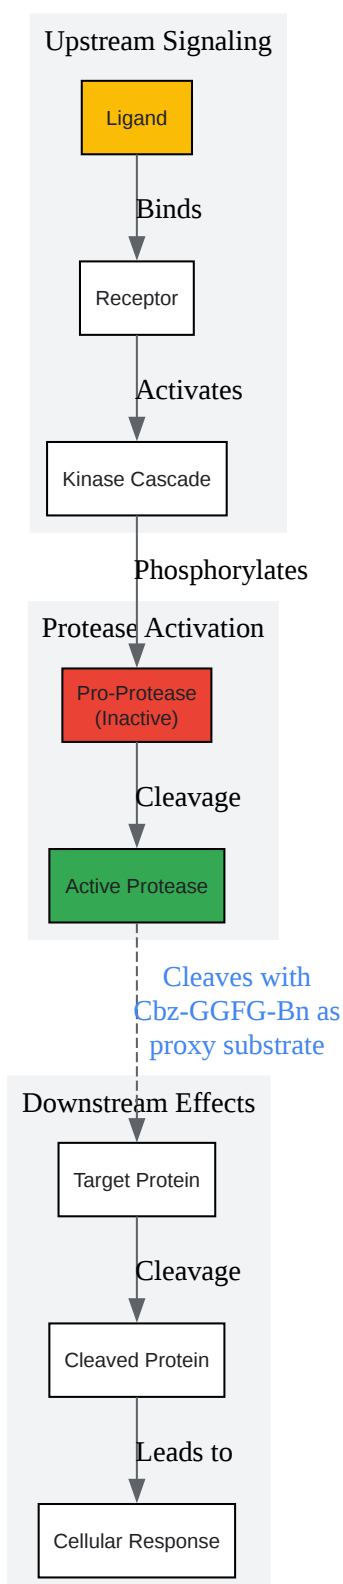 Upstream Signaling
Ligand
Binds
Receptor
Activates
Kinase Cascade
Phosphorylates
Protease Activation
Pro-Protease
(Inactive)
Cleavage
Active Protease
Cleaves with
Cbz-GGFG-Bn as
proxy substrate
Downstream Effects
Target Protein
Cleavage
Cleaved Protein
Leads to
Cellular Response